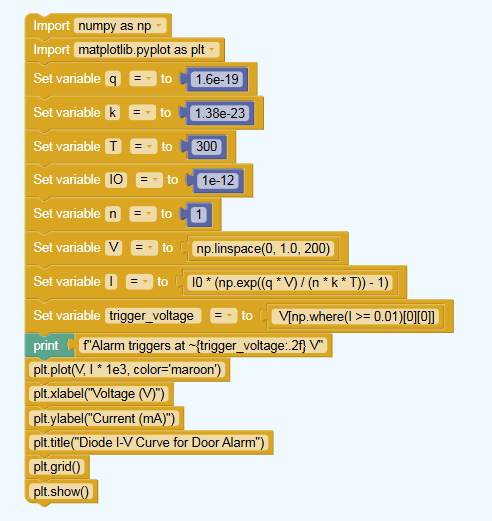 Import numpy as np
Import matplotlib.pyplot as plt
Set variable q = to 1.6e-19
Set variable k = to 1.38e-23
Set variable T = to 300
Set variable IO = to 1e-12
Set variable n = to 1
Set variable V = to np.linspace(0, 1.0, 200)
Set variable I = to I0 * (np.exp((q * V) / (n * k * T)) - 1)
Set variable trigger_voltage = to V[np.where(I >= 0.01)[0][0]]
print f"Alarm triggers at ~{trigger_voltage:.2f} V"
plt.plot(V, I * 1e3, color='maroon')
plt.xlabel("Voltage (V)")
plt.ylabel("Current (mA)")
plt.title("Diode I-V Curve for Door Alarm")
plt.grid()
plt.show()